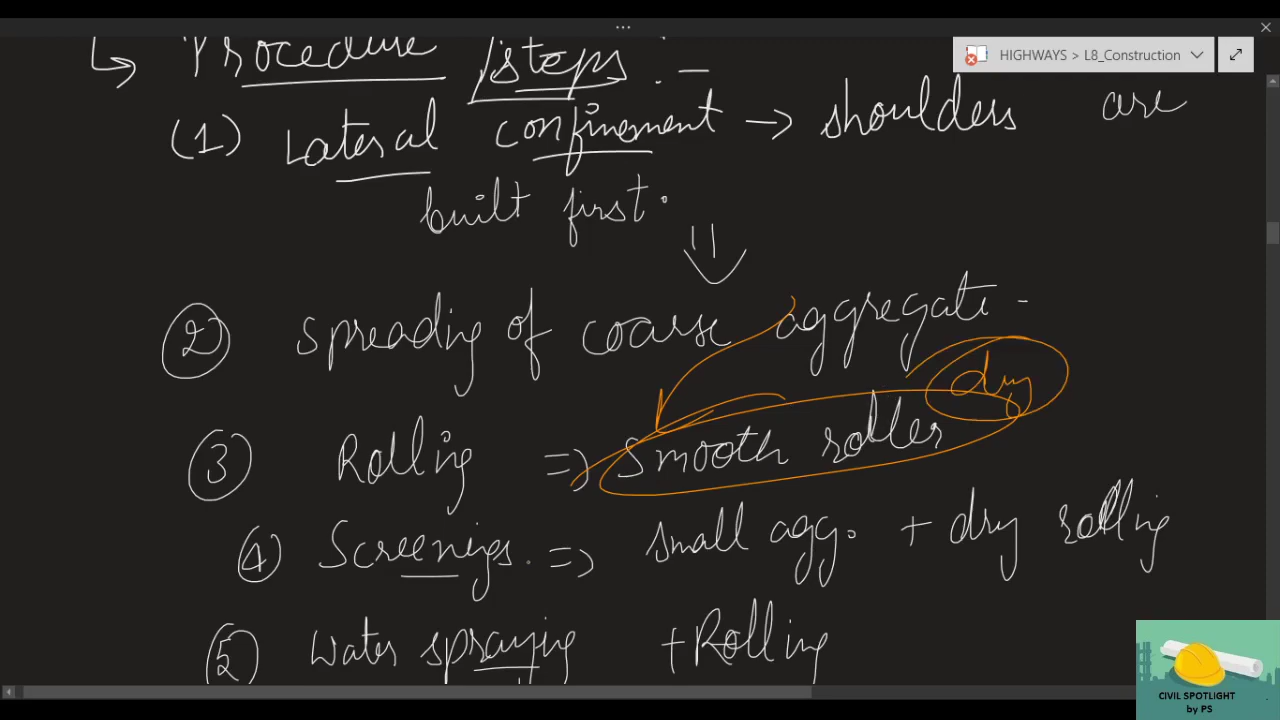 HIGHWAYS > L8_Construction
↳ Procedure /steps : -
(1) Lateral confinement → shoulders are
built first.
② Spreading of coarse aggregate -
dry
③ Rolling => Smooth roller
④ Screenings. => small agg. + dry rolling
⑤ Water spraying + Rolling
CIVIL SPOTLIGHT
by PS